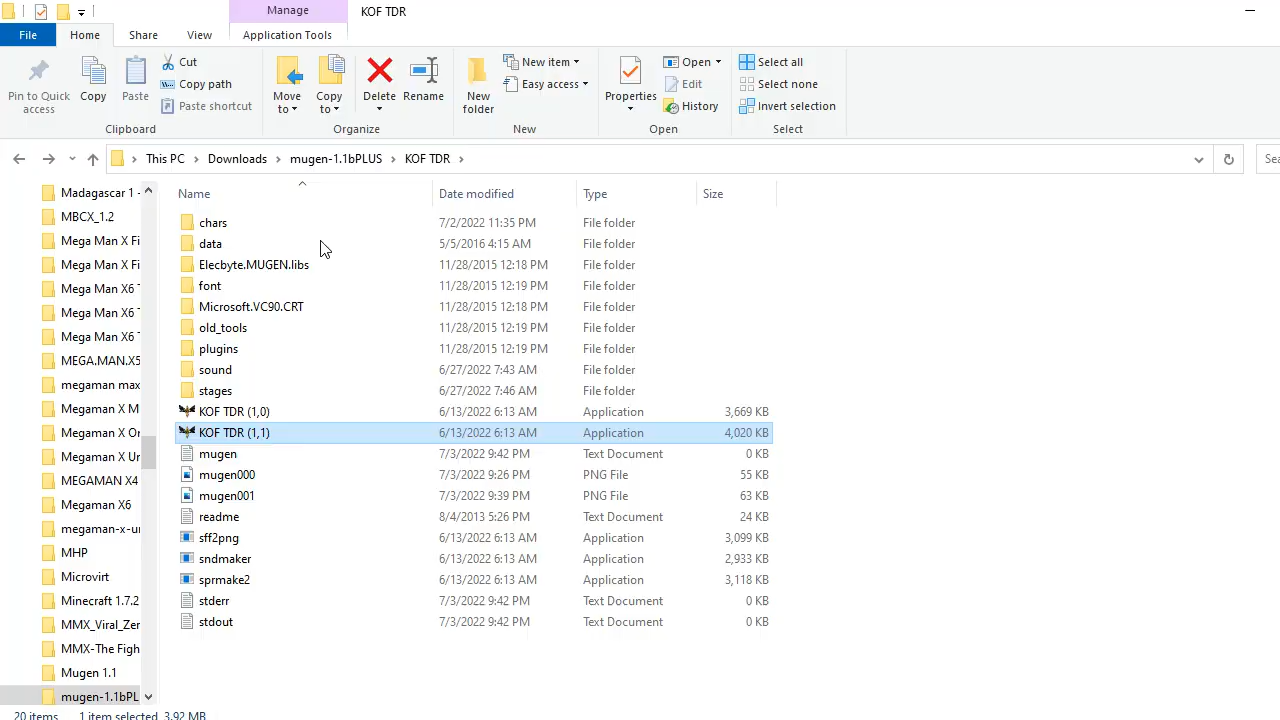 Manage
KOF TDR
File
Home
Share
View
Application Tools
Pin to Quick access
Copy
Paste
Cut
Copy path
Paste shortcut
Clipboard
Move to
Copy to
Delete
Rename
Organize
New folder
New item
Easy access
New
Properties
Open
Edit
History
Open
Select all
Select none
Invert selection
Select
This PC
Downloads
mugen-1.1bPLUS
KOF TDR
Sea
Madagascar 1 -
MBCX_1.2
Mega Man X Fi
Mega Man X Fi
Mega Man X6 T
Mega Man X6 T
Mega Man X6 T
MEGA.MAN.X5
megaman max
Megaman X M
Megaman X Or
Megaman X Ur
MEGAMAN X4
Megaman X6
megaman-x-ur
MHP
Microvirt
Minecraft 1.7.2
MMX_Viral_Zer
MMX-The Figh
Mugen 1.1
mugen-1.1bPL
Name Date modified Type Size
chars 7/2/2022 11:35 PM File folder
data 5/5/2016 4:15 AM File folder
Elecbyte.MUGEN.libs 11/28/2015 12:18 PM File folder
font 11/28/2015 12:19 PM File folder
Microsoft.VC90.CRT 11/28/2015 12:18 PM File folder
old_tools 11/28/2015 12:19 PM File folder
plugins 11/28/2015 12:19 PM File folder
sound 6/27/2022 7:43 AM File folder
stages 6/27/2022 7:46 AM File folder
KOF TDR (1,0) 6/13/2022 6:13 AM Application 3,669 KB
KOF TDR (1,1) 6/13/2022 6:13 AM Application 4,020 KB
mugen 7/3/2022 9:42 PM Text Document 0 KB
mugen000 7/3/2022 9:26 PM PNG File 55 KB
mugen001 7/3/2022 9:39 PM PNG File 63 KB
readme 8/4/2013 5:26 PM Text Document 24 KB
sff2png 6/13/2022 6:13 AM Application 3,099 KB
sndmaker 6/13/2022 6:13 AM Application 2,933 KB
sprmake2 6/13/2022 6:13 AM Application 3,118 KB
stderr 7/3/2022 9:42 PM Text Document 0 KB
stdout 7/3/2022 9:42 PM Text Document 0 KB
20 items 1 item selected 3.92 MB